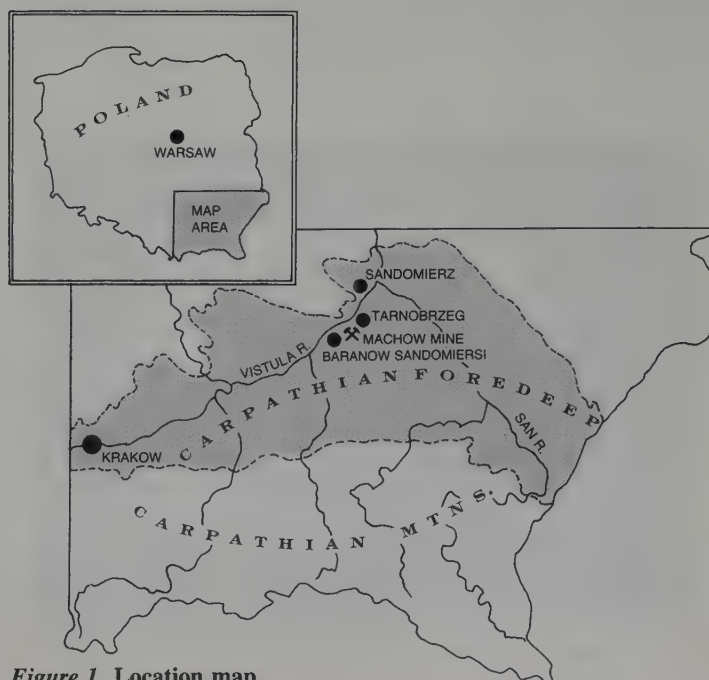 POLAND
WARSAW
MAP
AREA
SANDOMIERZ
TARNOBRZEG
MACHOW MINE
BARANOW SANDOMIERSI
VISTULA R.
CARPATHIAN FOREDEEP
SAN R.
KRAKOW
CARPATHIAN MTNS.
Figure 1. Location map